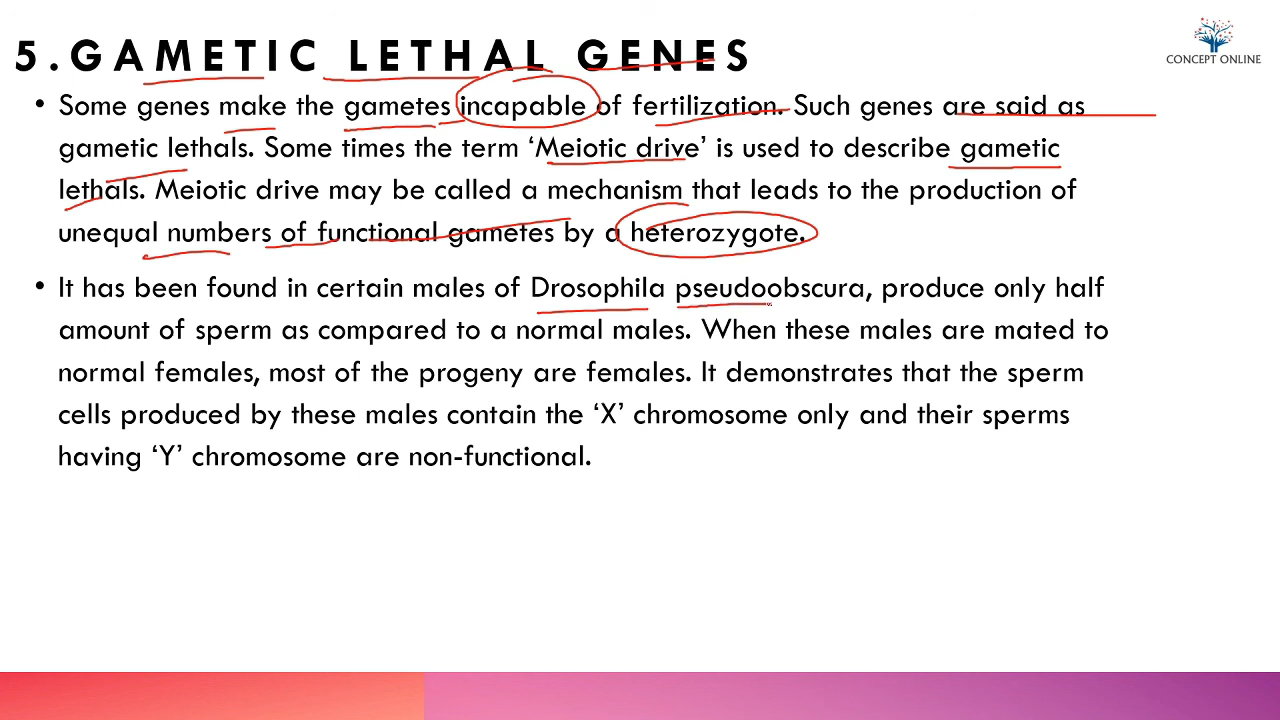 5.GAMETIC LETHAL GENES
CONCEPT ONLINE
• Some genes make the gametes incapable of fertilization. Such genes are said as
gametic lethals. Some times the term ‘Meiotic drive’ is used to describe gametic
lethals. Meiotic drive may be called a mechanism that leads to the production of
unequal numbers of functional gametes by a heterozygote.
• It has been found in certain males of Drosophila pseudoobscura, produce only half
amount of sperm as compared to a normal males. When these males are mated to
normal females, most of the progeny are females. It demonstrates that the sperm
cells produced by these males contain the ‘X’ chromosome only and their sperms
having ‘Y’ chromosome are non-functional.